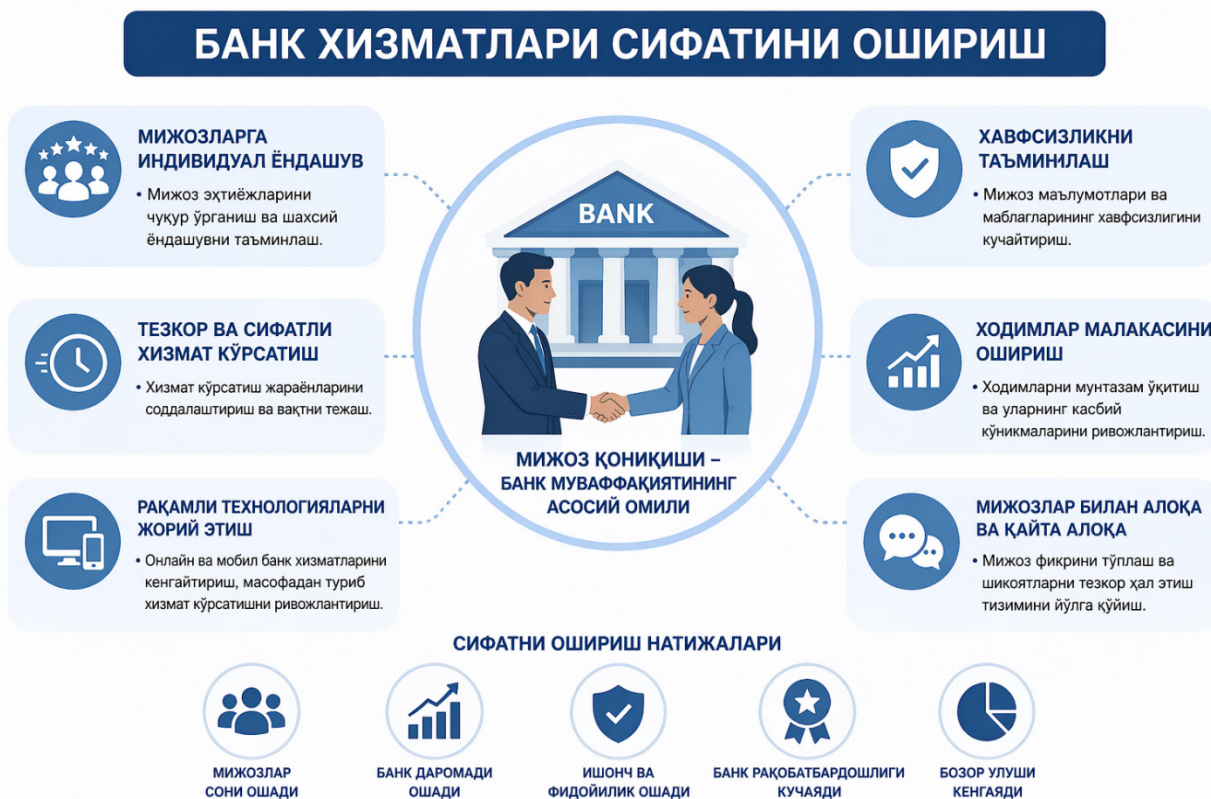 БАНК ХИЗМАТЛАРИ СИФАТИНИ ОШИРИШ
МИЖОЗЛАРГА
ИНДИВИДУАЛ ЁНДАШУВ
• Мижоз эҳтиёжларини
чуқур ўрганиш ва шахсий
ёндашувни таъминлаш.
ТЕЗКОР ВА СИФАТЛИ
ХИЗМАТ КЎРСАТИШ
• Хизмат кўрсатиш жараёнларини
соддалаштириш ва вақтни тежаш.
РАҚАМЛИ ТЕХНОЛОГИЯЛАРНИ
ЖОРИЙ ЭТИШ
• Онлайн ва мобил банк хизматларини
кенгайтириш, масофадан туриб
хизмат кўрсатишни ривожлантириш.
BANK
МИЖОЗ ҚОНИҚИШИ –
БАНК МУВАФФАҚИЯТИНИНГ
АСОСИЙ ОМИЛИ
ХАВФСИЗЛИКНИ
ТАЪМИНИЛАШ
• Мижоз маълумотлари ва
маблагларининг хавфсизлигини
кучайтириш.
ХОДИМЛАР МАЛАКАСИНИ
ОШИРИШ
• Ходимларни мунтазам ўқитиш
ва уларнинг касбий
кўникмаларини ривожлантириш.
МИЖОЗЛАР БИЛАН АЛОҚА
ВА ҚАЙТА АЛОҚА
• Мижоз фикрини тўплаш ва
шикоятларни тезкор ҳал этиш
тизимини йўлга қўйиш.
СИФАТНИ ОШИРИШ НАТИЖАЛАРИ
МИЖОЗЛАР
СОНИ ОШАДИ
БАНК ДАРОМАДИ
ОШАДИ
ИШОНЧ ВА
ФИДОЙИЛИК ОШАДИ
БАНК РАҚОБАТБАРДОШЛИГИ
КУЧАЯДИ
БОЗОР УЛУШИ
КЕНГАЯДИ